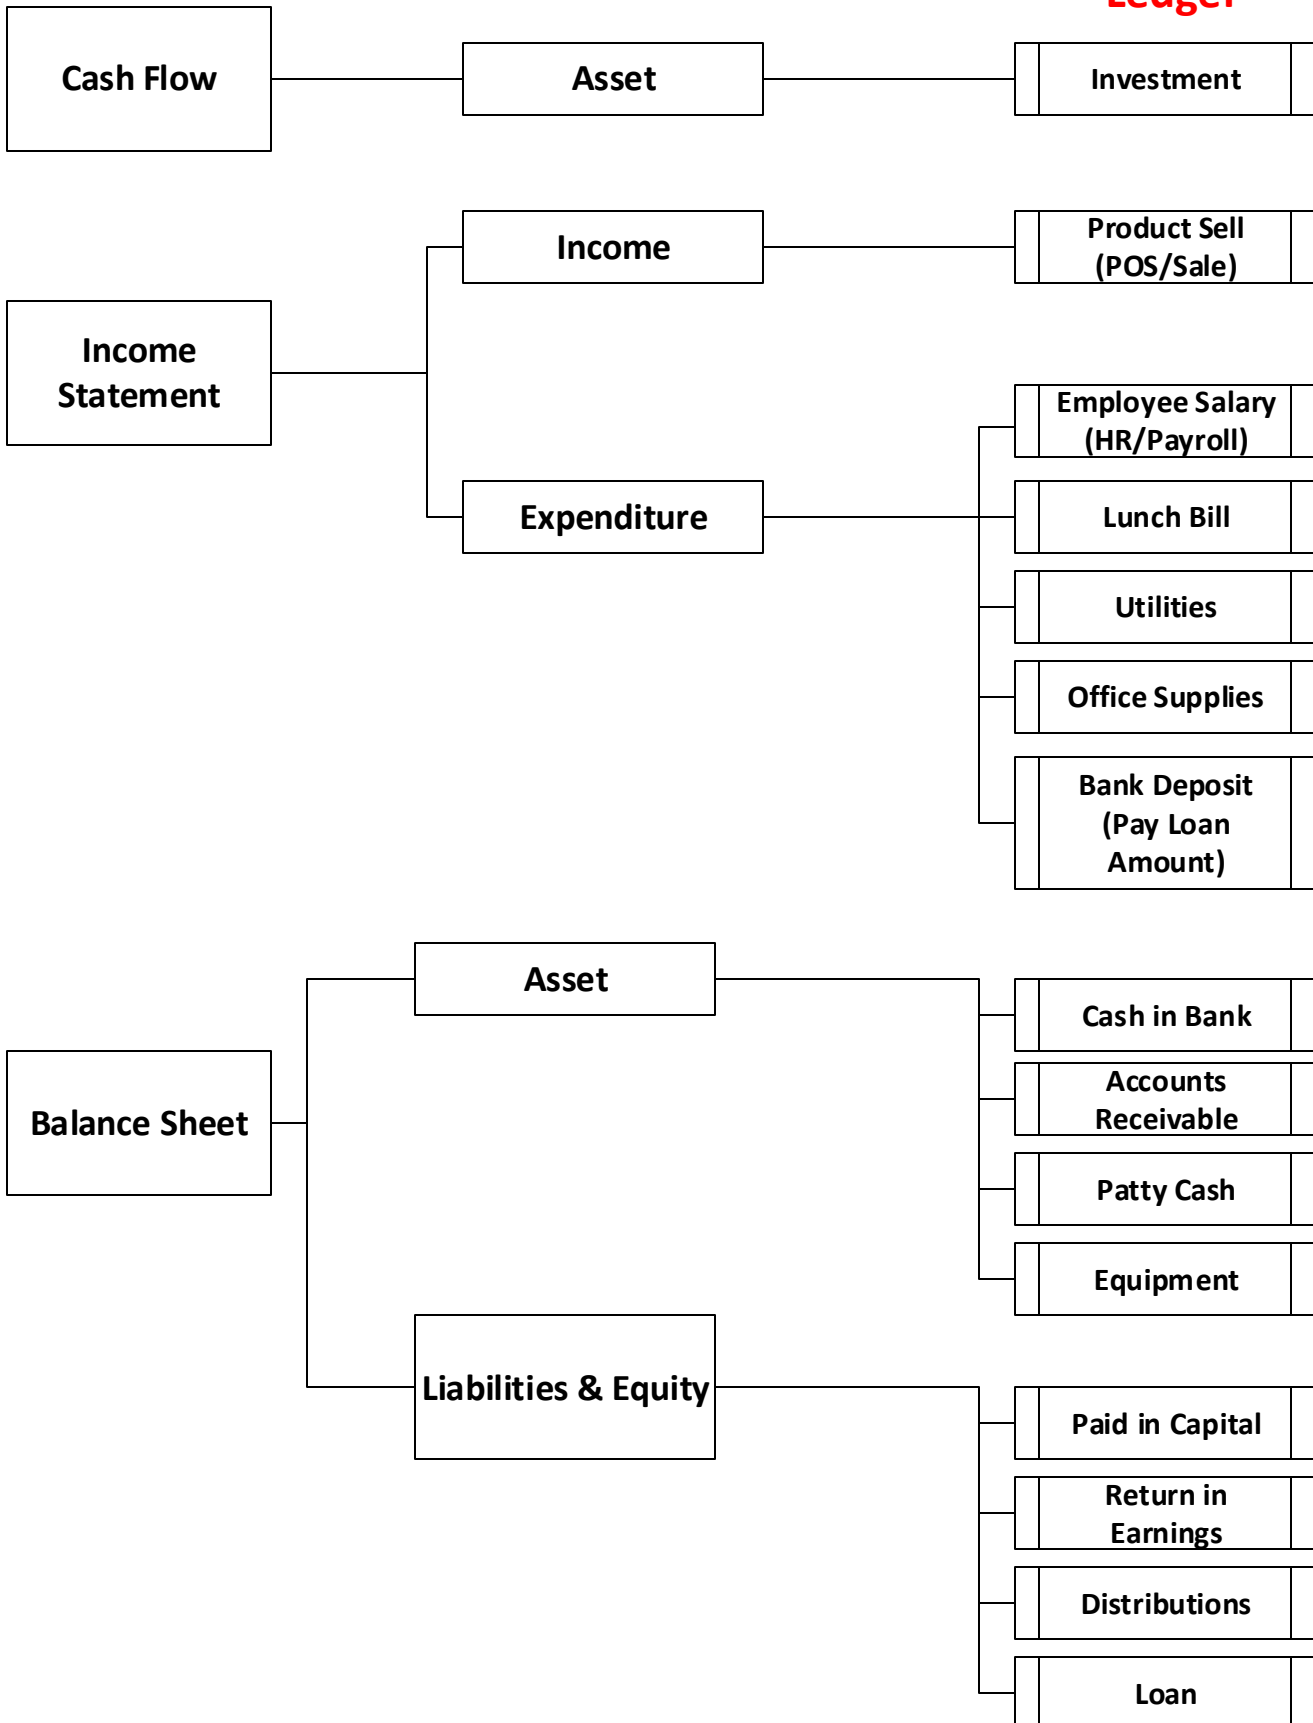 Ledger
Cash Flow
Asset
Investment
Income
Product Sell
(POS/Sale)
Income
Statement
Employee Salary
(HR/Payroll)
Expenditure
Lunch Bill
Utilities
Office Supplies
Bank Deposit
(Pay Loan
Amount)
Asset
Cash in Bank
Balance Sheet
Accounts
Receivable
Patty Cash
Equipment
Liabilities & Equity
Paid in Capital
Return in
Earnings
Distributions
Loan